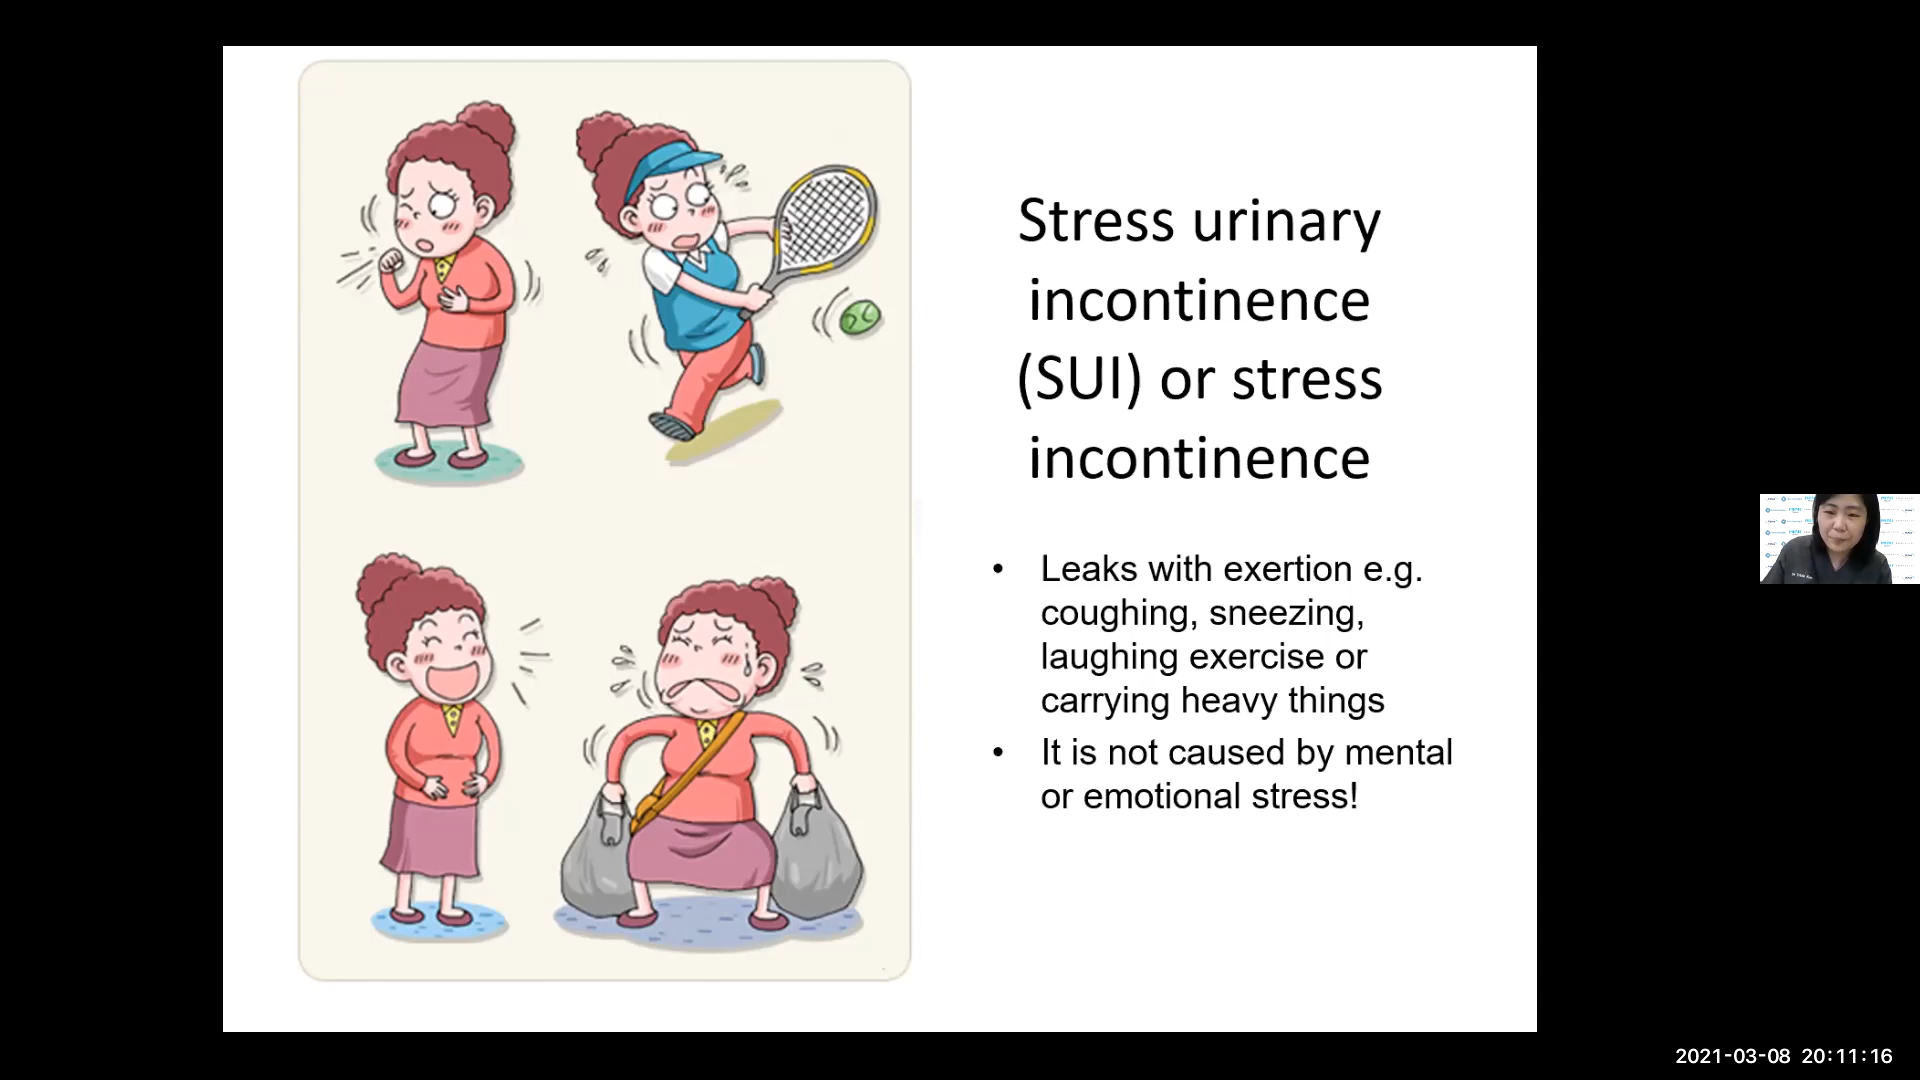 Stress urinary
incontinence
(SUI) or stress
incontinence
• Leaks with exertion e.g.
coughing, sneezing,
laughing exercise or
carrying heavy things
• It is not caused by mental
or emotional stress!
2021-03-08 20:11:16